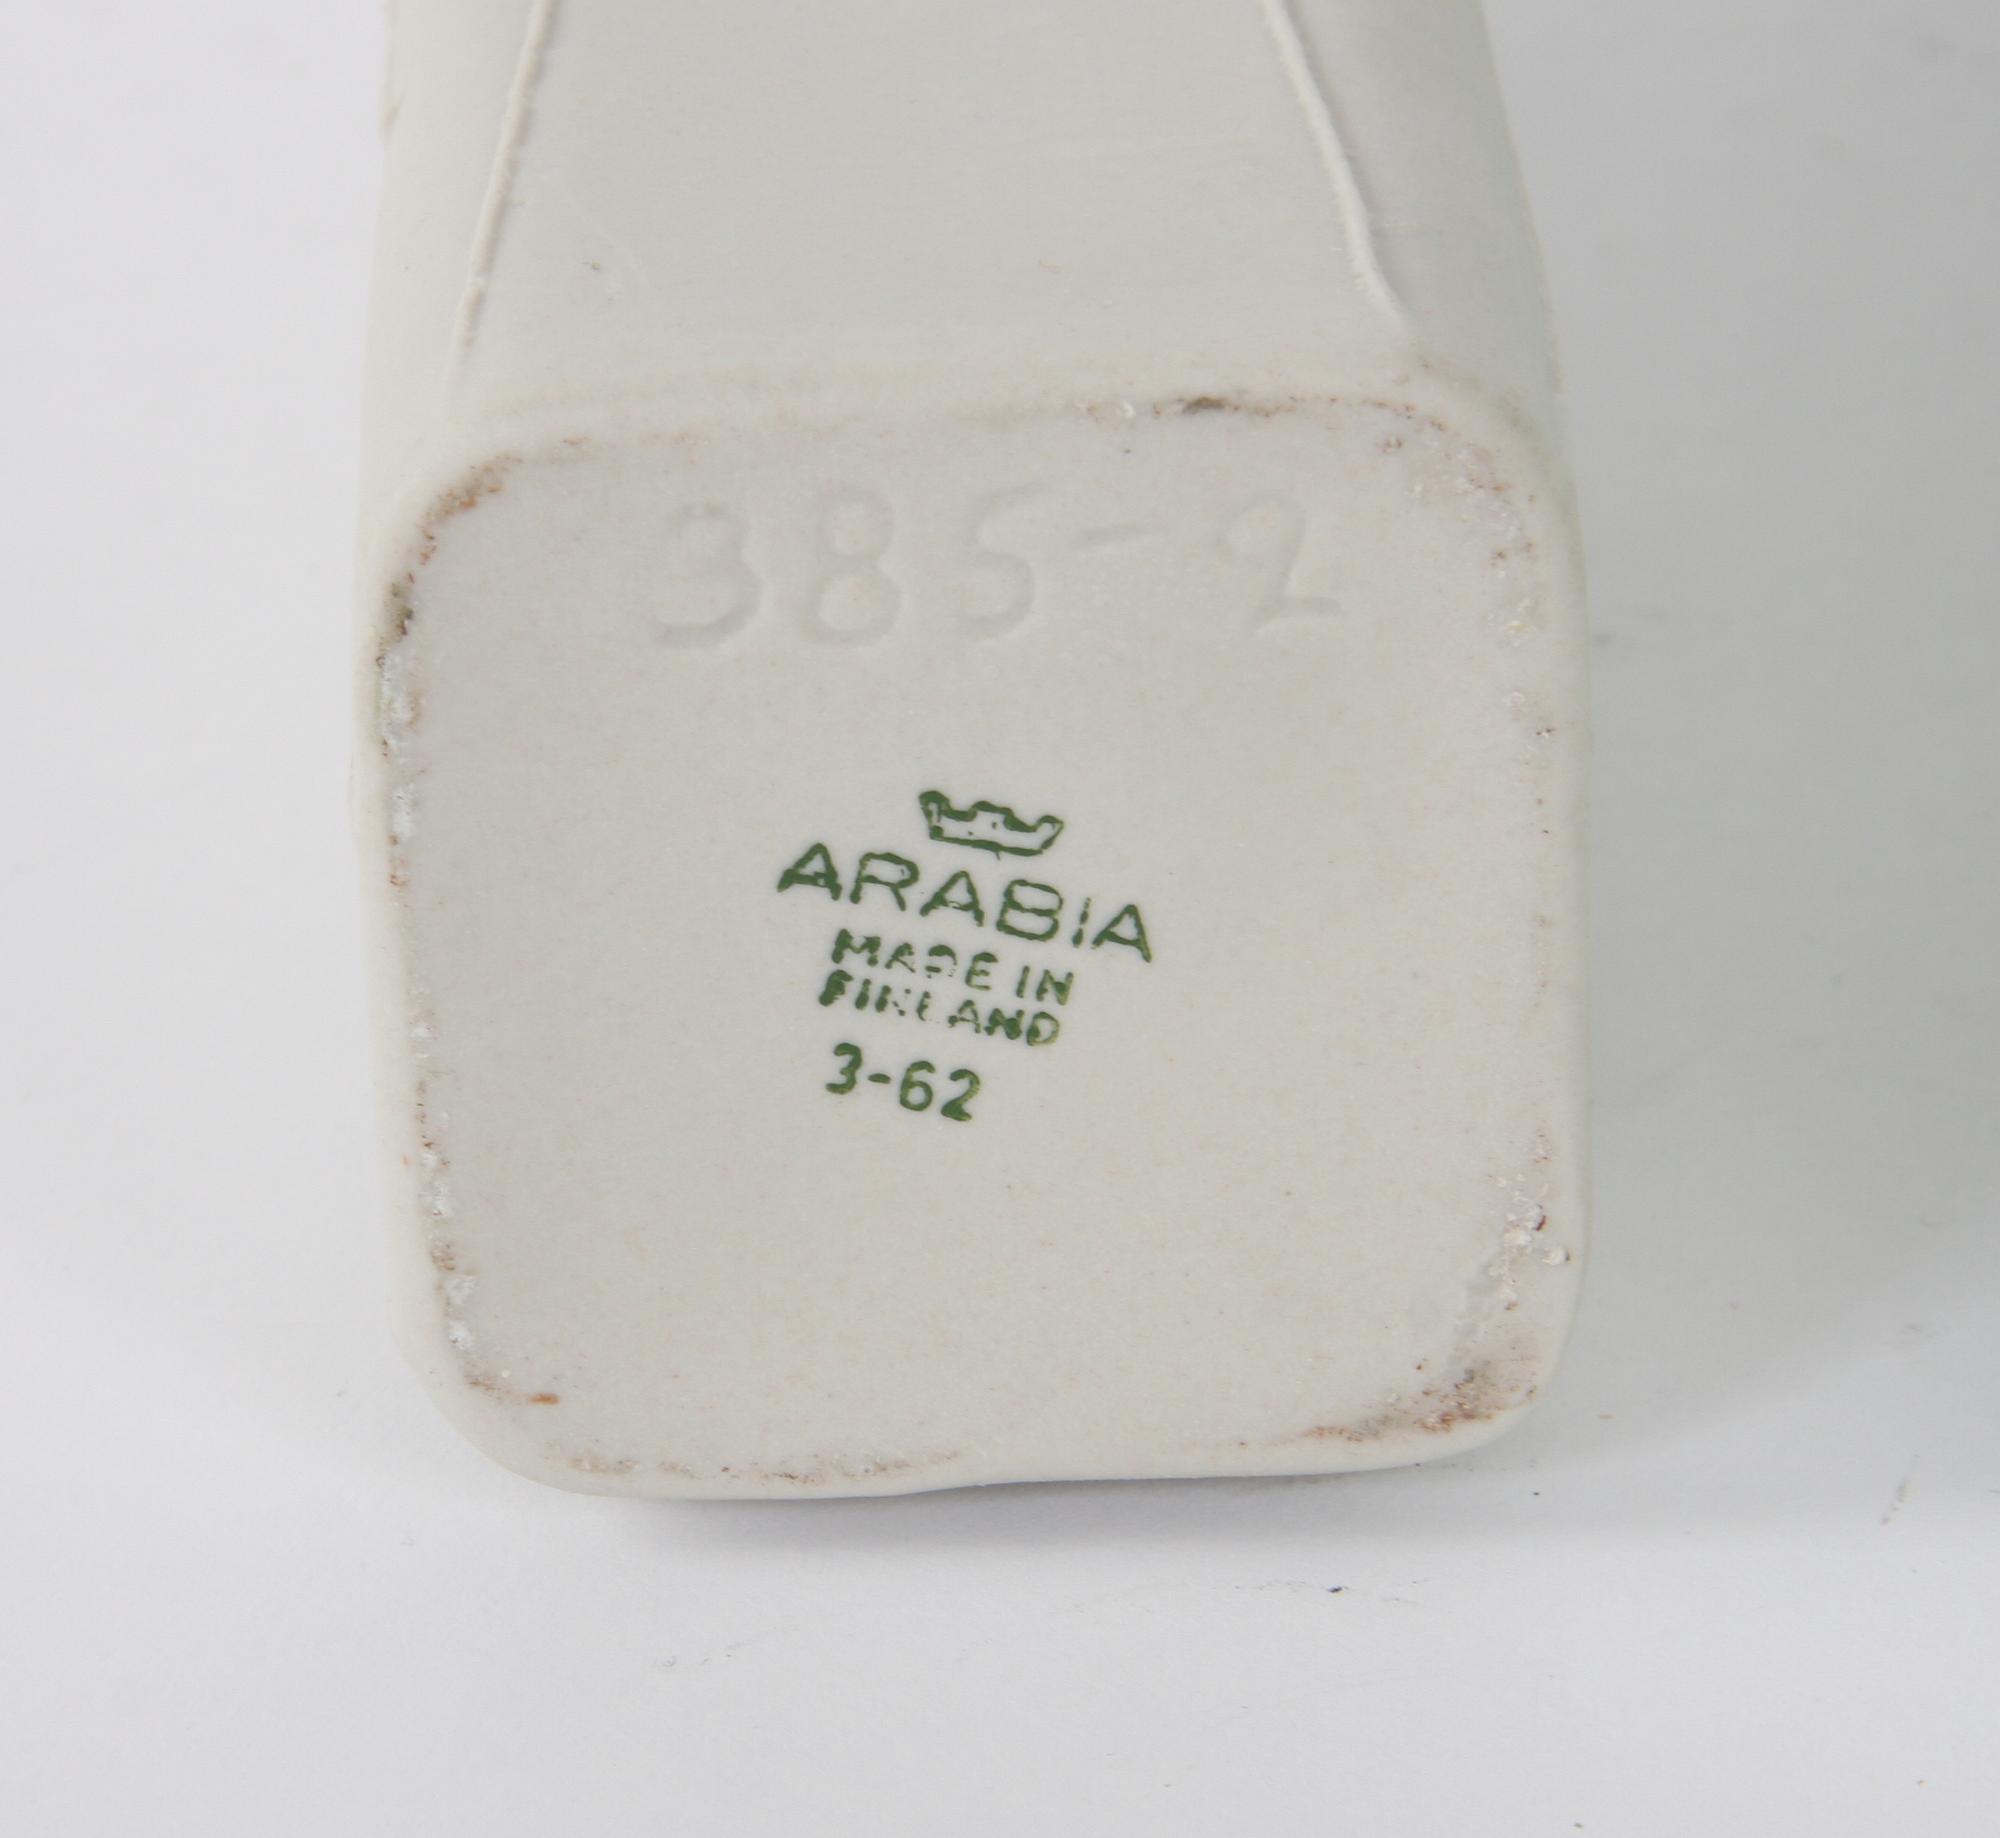 385-2
ARABIA
MADE IN
FINLAND
3-62